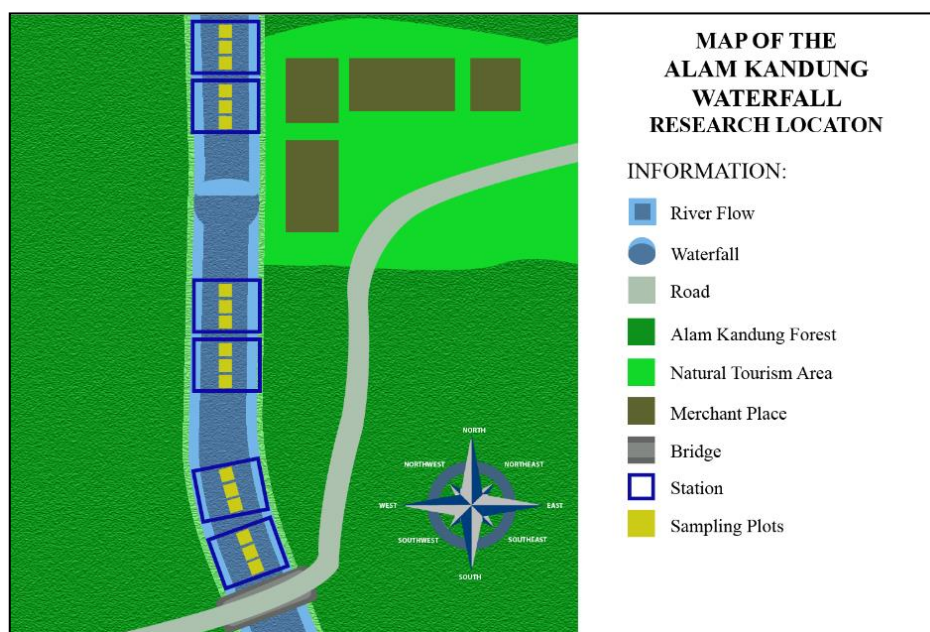 MAP OF THE
ALAM KANDUNG
WATERFALL
RESEARCH LOCATON
INFORMATION:
River Flow
Waterfall
Road
Alam Kandung Forest
Natural Tourism Area
Merchant Place
Bridge
Station
Sampling Plots
NORTH
NORTHWEST
NORTHEAST
WEST
EAST
SOUTHWEST
SOUTHEAST
SOUTH